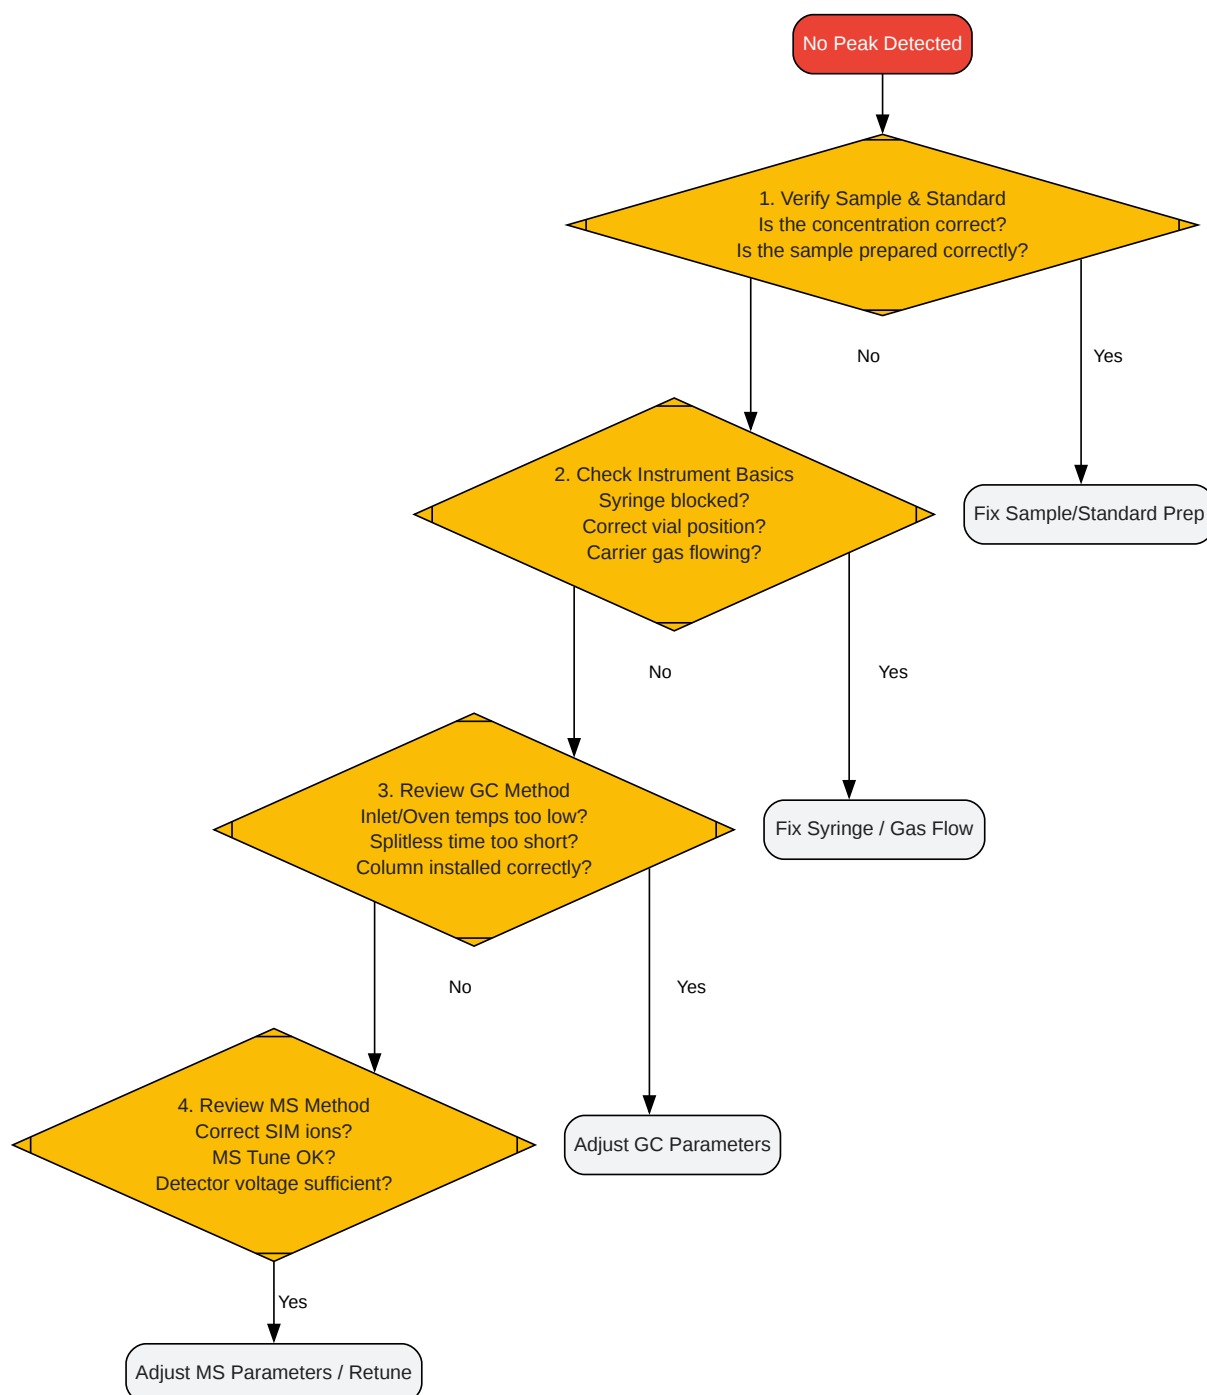 No Peak Detected
1. Verify Sample & Standard
Is the concentration correct?
Is the sample prepared correctly?
No
Yes
2. Check Instrument Basics
Syringe blocked?
Correct vial position?
Carrier gas flowing?
Fix Sample/Standard Prep
No
Yes
3. Review GC Method
Inlet/Oven temps too low?
Splitless time too short?
Column installed correctly?
Fix Syringe / Gas Flow
No
Yes
4. Review MS Method
Correct SIM ions?
MS Tune OK?
Detector voltage sufficient?
Adjust GC Parameters
Yes
Adjust MS Parameters / Retune